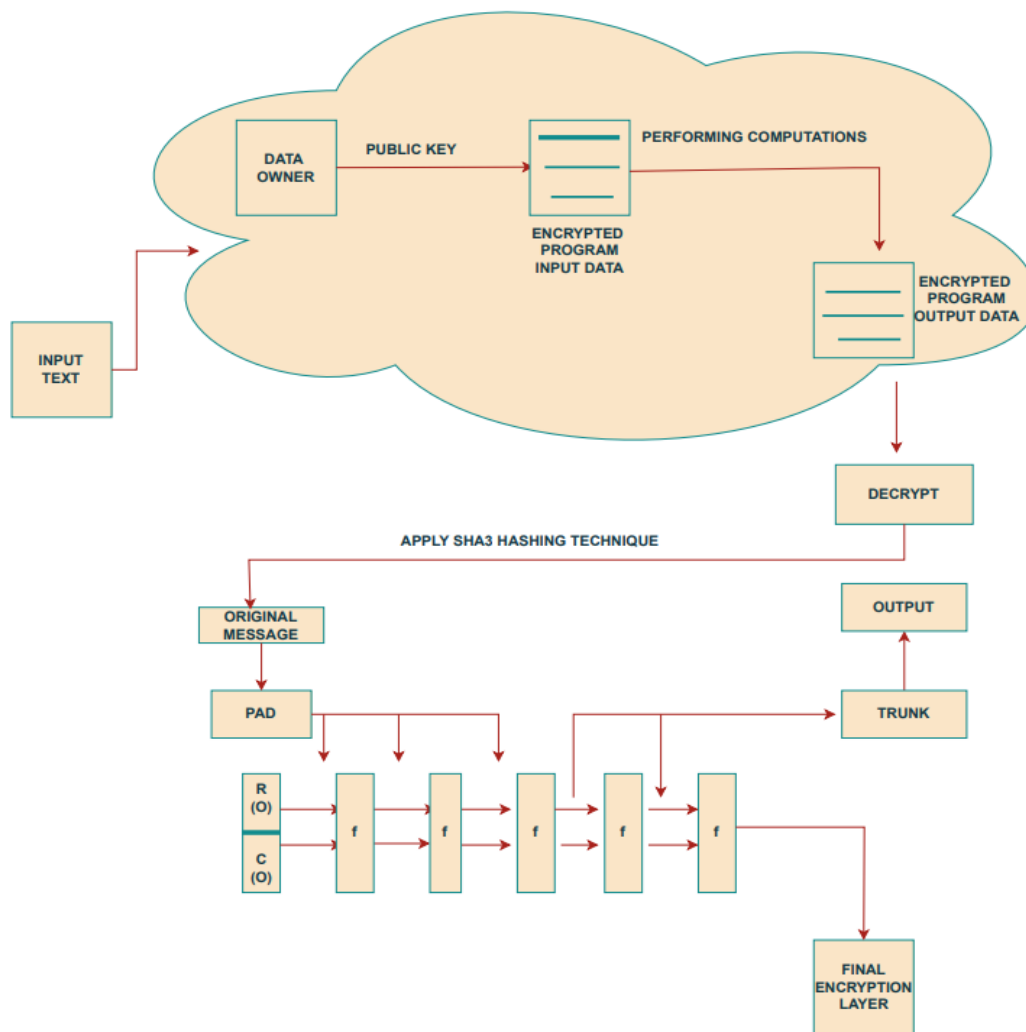 DATA
OWNER
PUBLIC KEY
PERFORMING COMPUTATIONS
ENCRYPTED
PROGRAM
INPUT DATA
ENCRYPTED
PROGRAM
OUTPUT DATA
INPUT
TEXT
DECRYPT
APPLY SHA3 HASHING TECHNIQUE
ORIGINAL
MESSAGE
OUTPUT
PAD
TRUNK
R
(O)
C
(O)
f
f
f
f
f
FINAL
ENCRYPTION
LAYER